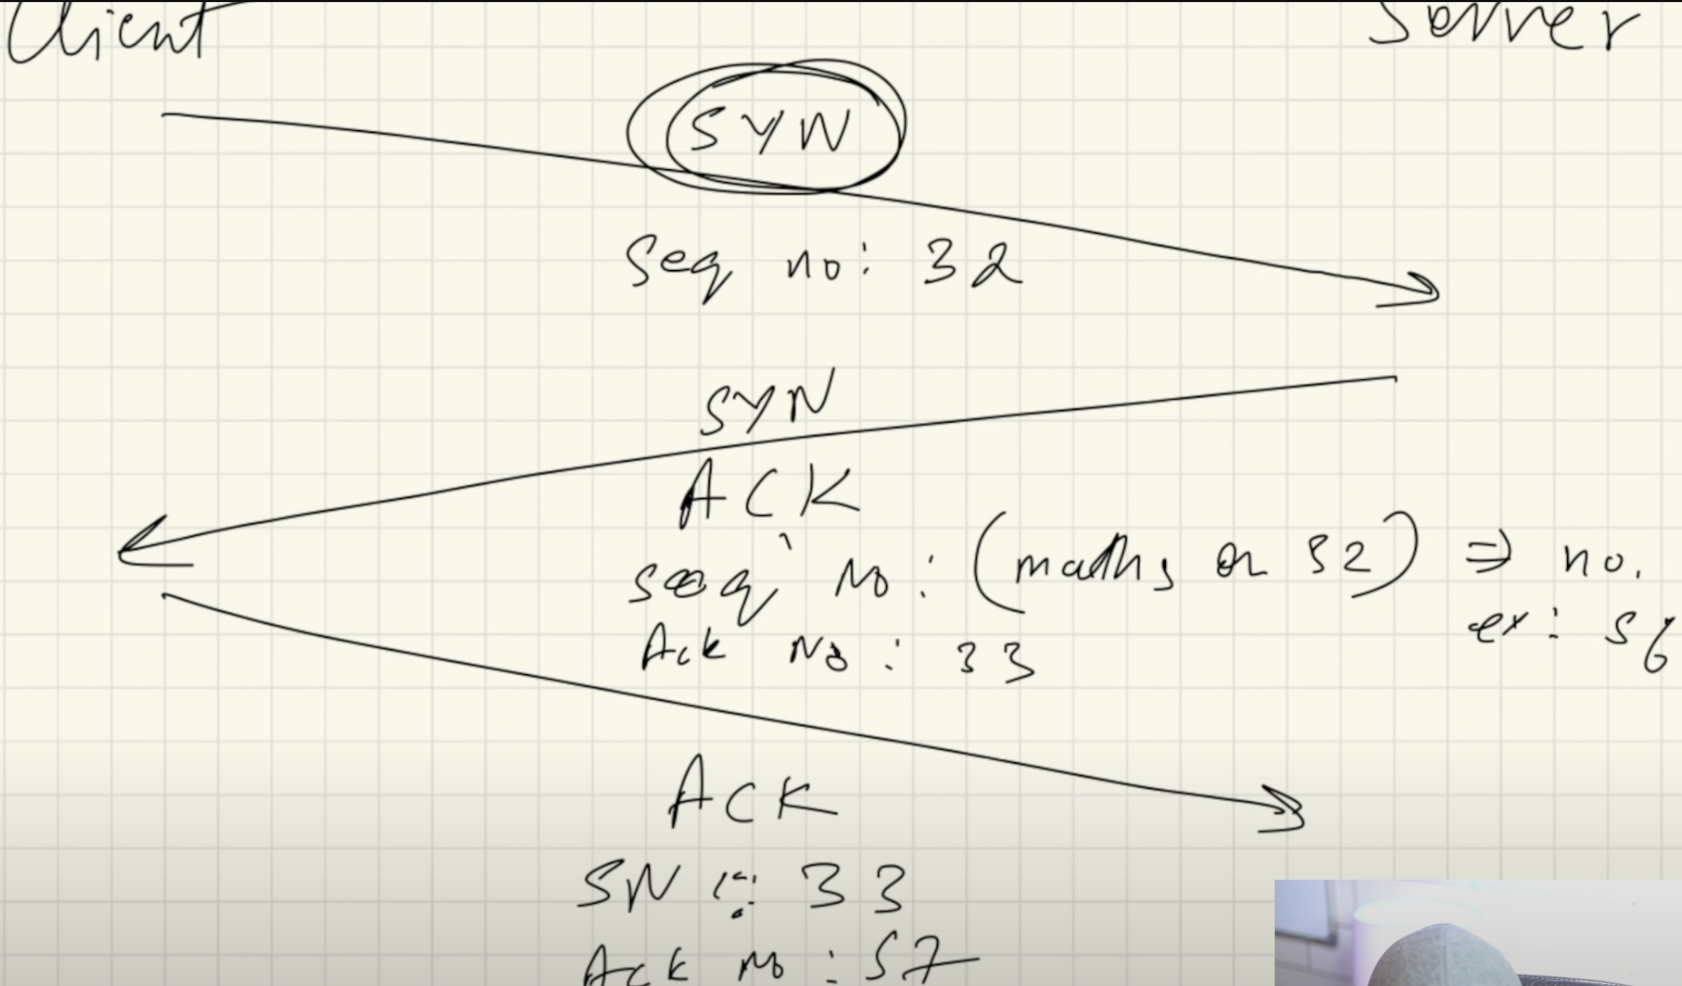 Client
Server
SYN
Seq no: 32
SYN
ACK
seq No: (maths on 32) ⇒ no.
ex: 56
Ack No: 33
ACK
SN : 33
Ack No: 57